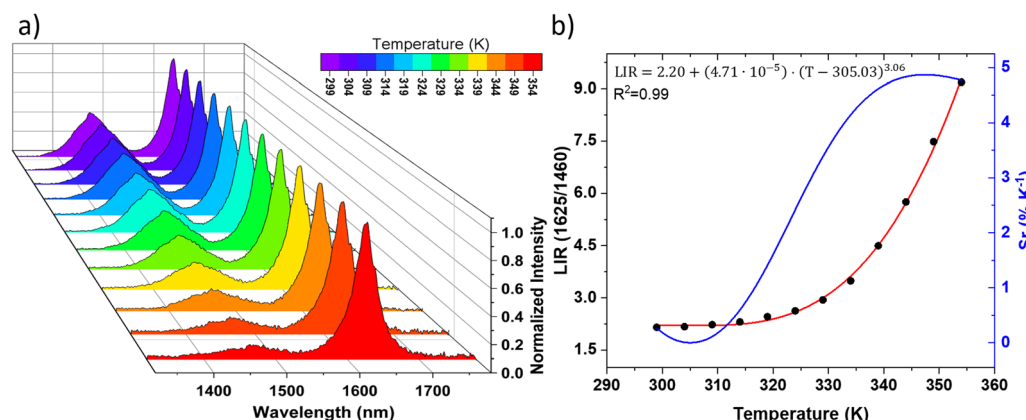 a)
Temperature (K)
299 304 309 314 319 324 329 334 339 344 349 354
1.0
0.8
0.6
0.4
0.2
0.0
Normalized Intensity
1400 1500 1600 1700
Wavelength (nm)
b)
LIR = 2.20 + (4.71 · 10⁻⁵) · (T − 305.03)³·⁰⁶
R²=0.99
9.0
7.5
6.0
4.5
3.0
1.5
LIR (1625/1460)
5
4
3
2
1
0
Sr (% K⁻¹)
290 300 310 320 330 340 350 360
Temperature (K)